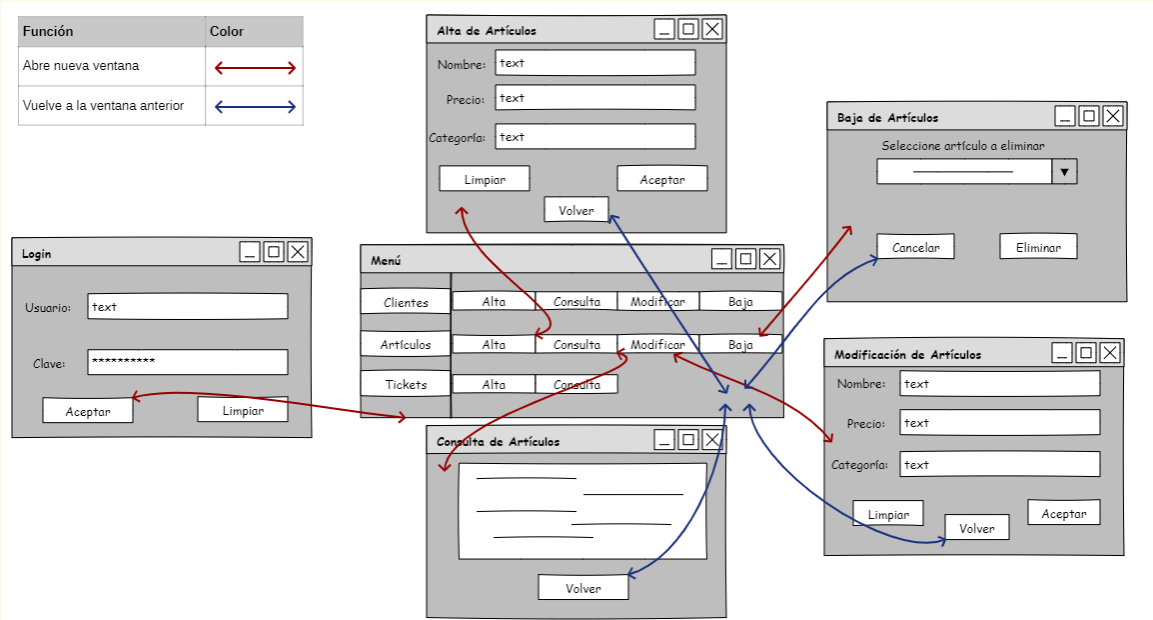 Función Color
Abre nueva ventana
Vuelve a la ventana anterior
Alta de Artículos
Nombre: text
Precio: text
Categoría: text
Limpiar Aceptar
Volver
Baja de Artículos
Seleccione artículo a eliminar
Cancelar Eliminar
Login
Usuario: text
Clave: **********
Aceptar Limpiar
Menú
Clientes Alta Consulta Modificar Baja
Artículos Alta Consulta Modificar Baja
Tickets Alta Consulta
Modificación de Artículos
Nombre: text
Precio: text
Categoría: text
Limpiar Aceptar
Volver
Consulta de Artículos
Volver